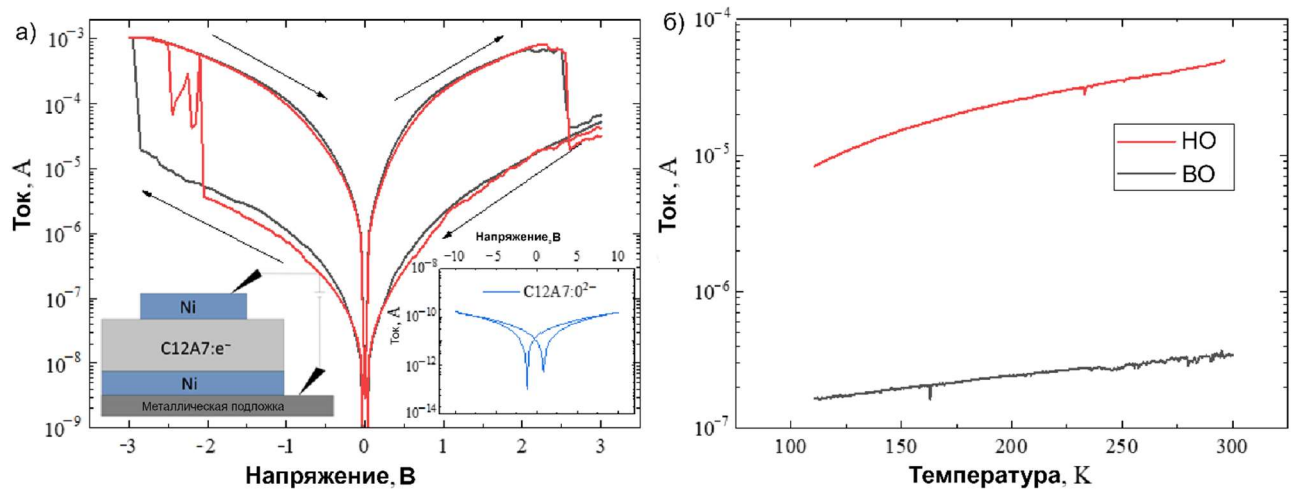 а)
Ток, А
10⁻³
10⁻⁴
10⁻⁵
10⁻⁶
10⁻⁷
10⁻⁸
10⁻⁹
−3
−2
−1
0
1
2
3
Напряжение, В
Ni
C12A7:e⁻
Ni
Металлическая подложка
Напряжение, В
−10
−5
0
5
10
Ток, А
10⁻⁸
10⁻¹⁰
10⁻¹²
10⁻¹⁴
C12A7:0²⁻
б)
Ток, А
10⁻⁴
10⁻⁵
10⁻⁶
10⁻⁷
НО
ВО
100
150
200
250
300
Температура, К